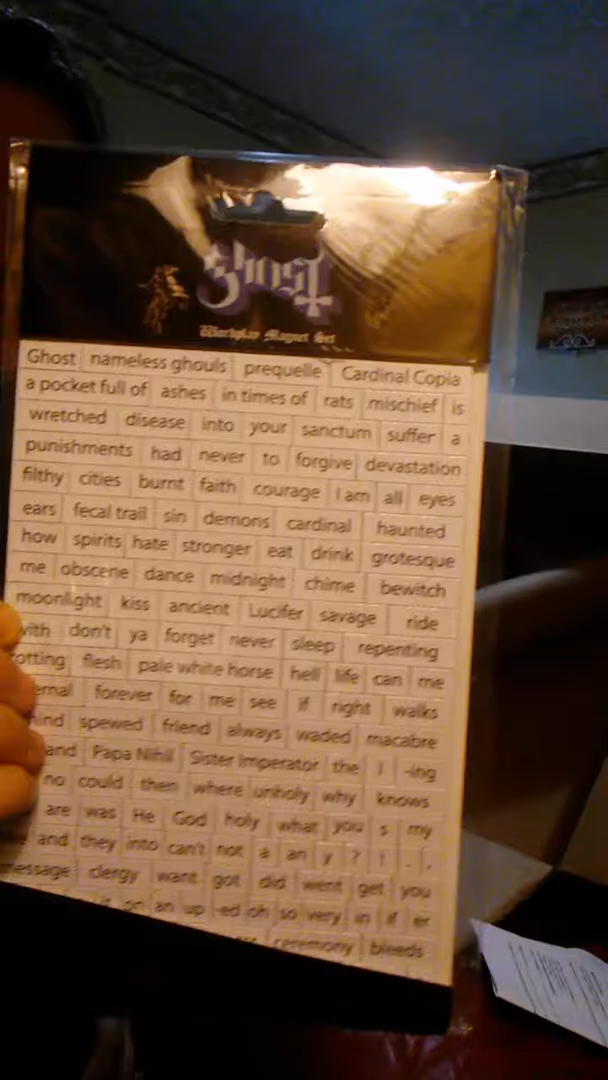 Ghost
Wordplay Magnet Set
Ghost nameless ghouls prequelle Cardinal Copia
a pocket full of ashes in times of rats mischief is
wretched disease into your sanctum suffer a
punishments had never to forgive devastation
filthy cities burnt faith courage I am all eyes
ears fecal trail sin demons cardinal haunted
how spirits hate stronger eat drink grotesque
me obscene dance midnight chime bewitch
moonlight kiss ancient Lucifer savage ride
with don't ya forget never sleep repenting
otting flesh pale white horse hell life can me
ernal forever for me see if right walks
ind spewed friend always waded macabre
and Papa Nihil Sister Imperator the I -ing
no could then where unholy why knows
are was He God holy what you s my
and they into can't not a an y ? ! . ,
message clergy want got did went get you
on an up -ed oh so very in if er
ceremony bleeds